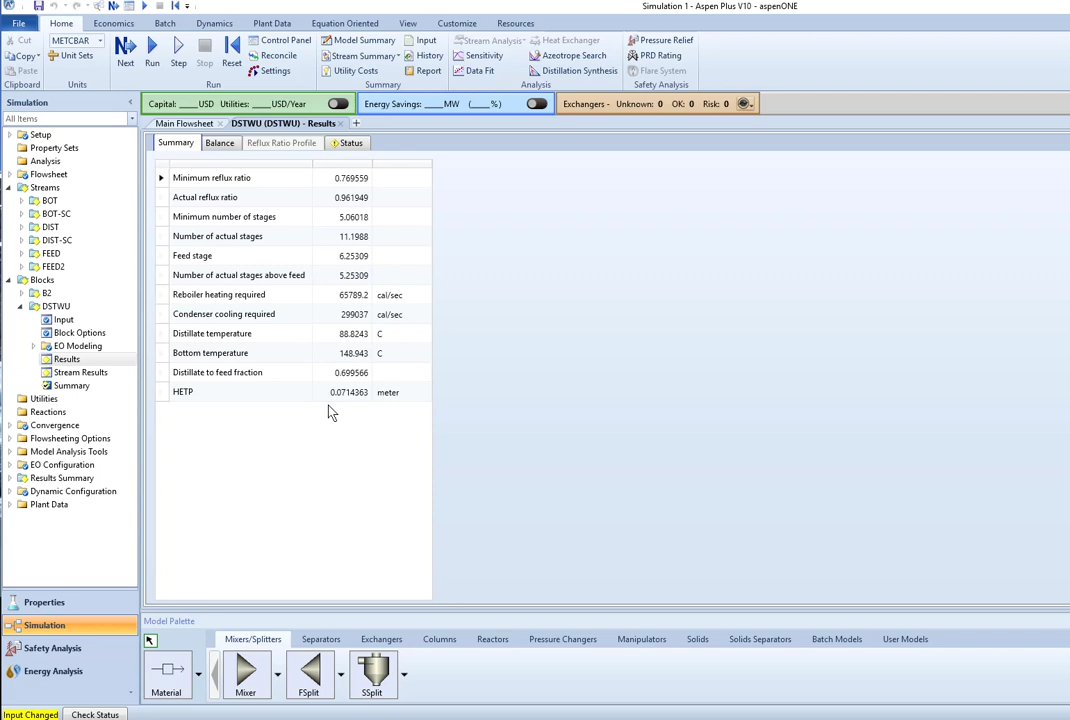 Simulation 1 - Aspen Plus V10 - aspenONE
File Home Economics Batch Dynamics Plant Data Equation Oriented View Customize Resources
Cut METCBAR Control Panel Model Summary Input Stream Analysis Heat Exchanger Pressure Relief
Copy Unit Sets Next Run Step Stop Reset Reconcile Stream Summary History Sensitivity Azeotrope Search PRD Rating
Paste Settings Utility Costs Report Data Fit Distillation Synthesis Flare System
Clipboard Units Run Summary Analysis Safety Analysis
Simulation < Capital: ____ USD Utilities: ____ USD/Year Energy Savings: ____ MW (____%) Exchangers - Unknown: 0 OK: 0 Risk: 0
All Items Main Flowsheet × DSTWU (DSTWU) - Results × +
Setup
Property Sets
Analysis
Flowsheet
Streams
BOT
BOT-SC
DIST
DIST-SC
FEED
FEED2
Blocks
B2
DSTWU
Input
Block Options
EO Modeling
Results
Stream Results
Summary
Utilities
Reactions
Convergence
Flowsheeting Options
Model Analysis Tools
EO Configuration
Results Summary
Dynamic Configuration
Plant Data
Properties
Simulation
Safety Analysis
Energy Analysis
Summary Balance Reflux Ratio Profile Status
Minimum reflux ratio 0.769559
Actual reflux ratio 0.961949
Minimum number of stages 5.06018
Number of actual stages 11.1988
Feed stage 6.25309
Number of actual stages above feed 5.25309
Reboiler heating required 65789.2 cal/sec
Condenser cooling required 299037 cal/sec
Distillate temperature 88.8243 C
Bottom temperature 148.943 C
Distillate to feed fraction 0.699566
HETP 0.0714363 meter
Model Palette
Mixers/Splitters Separators Exchangers Columns Reactors Pressure Changers Manipulators Solids Solids Separators Batch Models User Models
Material Mixer FSplit SSplit
Input Changed Check Status